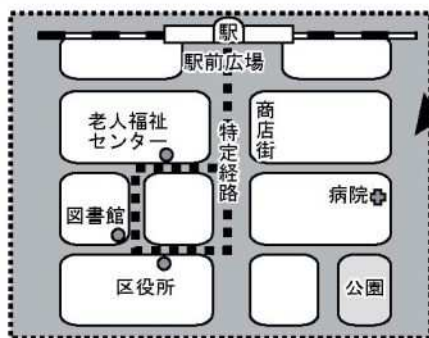 駅
駅前広場
老人福祉
センター
特定経路
商店街
図書館
病院
区役所
公園